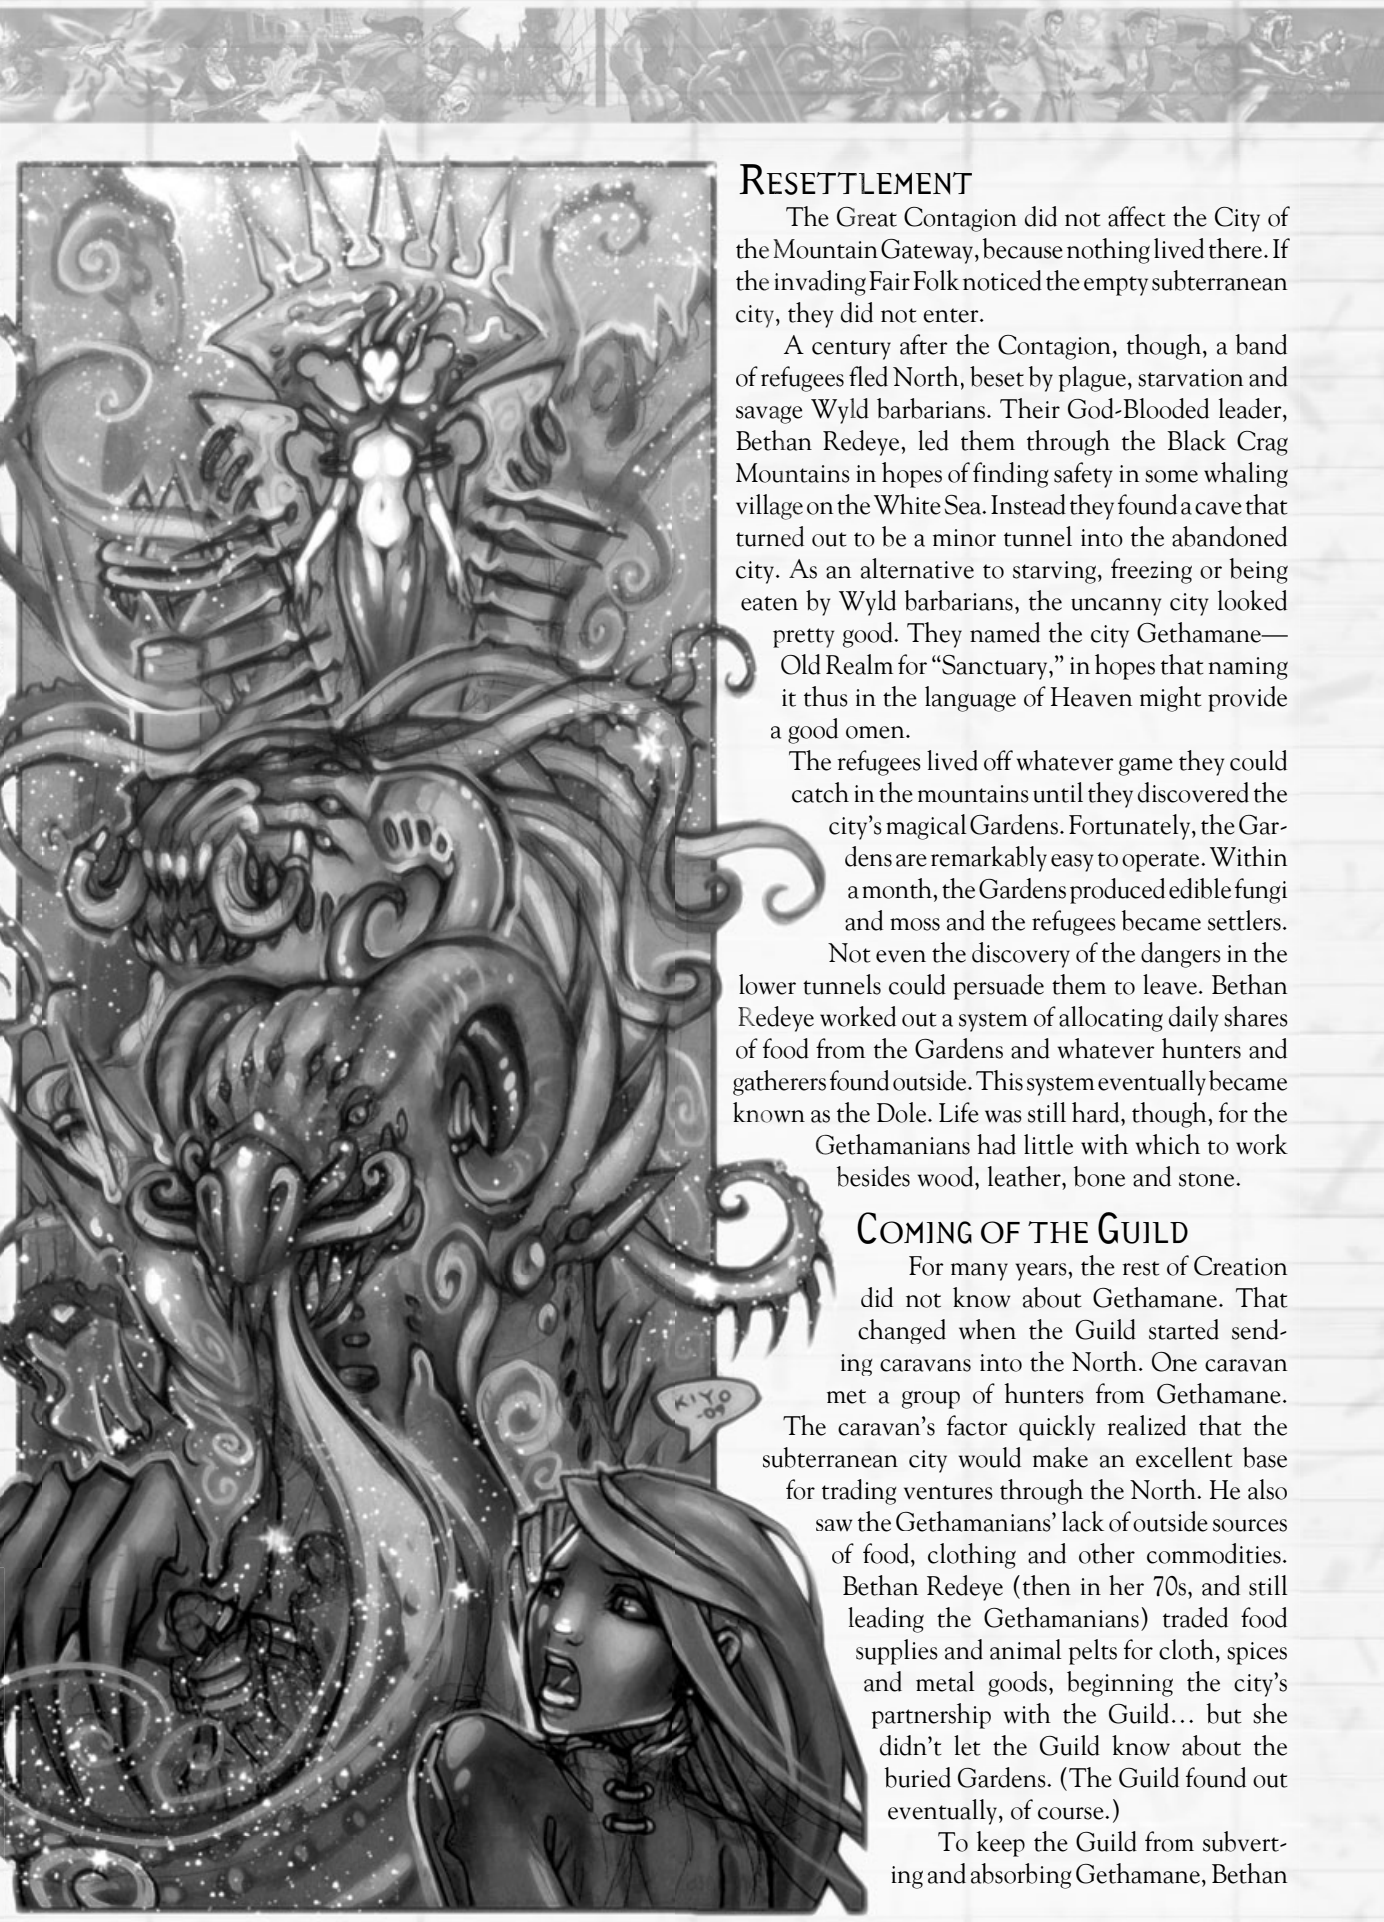 RESETTLEMENT
The Great Contagion did not affect the City of
the Mountain Gateway, because nothing lived there. If
the invading Fair Folk noticed the empty subterranean
city, they did not enter.
A century after the Contagion, though, a band
of refugees fled North, beset by plague, starvation and
savage Wyld barbarians. Their God-Blooded leader,
Bethan Redeye, led them through the Black Crag
Mountains in hopes of finding safety in some whaling
village on the White Sea. Instead they found a cave that
turned out to be a minor tunnel into the abandoned
city. As an alternative to starving, freezing or being
eaten by Wyld barbarians, the uncanny city looked
pretty good. They named the city Gethamane—
Old Realm for “Sanctuary,” in hopes that naming
it thus in the language of Heaven might provide
a good omen.
The refugees lived off whatever game they could
catch in the mountains until they discovered the
city’s magical Gardens. Fortunately, the Gar-
dens are remarkably easy to operate. Within
a month, the Gardens produced edible fungi
and moss and the refugees became settlers.
Not even the discovery of the dangers in the
lower tunnels could persuade them to leave. Bethan
Redeye worked out a system of allocating daily shares
of food from the Gardens and whatever hunters and
gatherers found outside. This system eventually became
known as the Dole. Life was still hard, though, for the
Gethamanians had little with which to work
besides wood, leather, bone and stone.
COMING OF THE GUILD
For many years, the rest of Creation
did not know about Gethamane. That
changed when the Guild started send-
ing caravans into the North. One caravan
met a group of hunters from Gethamane.
The caravan’s factor quickly realized that the
subterranean city would make an excellent base
for trading ventures through the North. He also
saw the Gethamanians’ lack of outside sources
of food, clothing and other commodities.
Bethan Redeye (then in her 70s, and still
leading the Gethamanians) traded food
supplies and animal pelts for cloth, spices
and metal goods, beginning the city’s
partnership with the Guild… but she
didn’t let the Guild know about the
buried Gardens. (The Guild found out
eventually, of course.)
To keep the Guild from subvert-
ing and absorbing Gethamane, Bethan
KIYO
-09